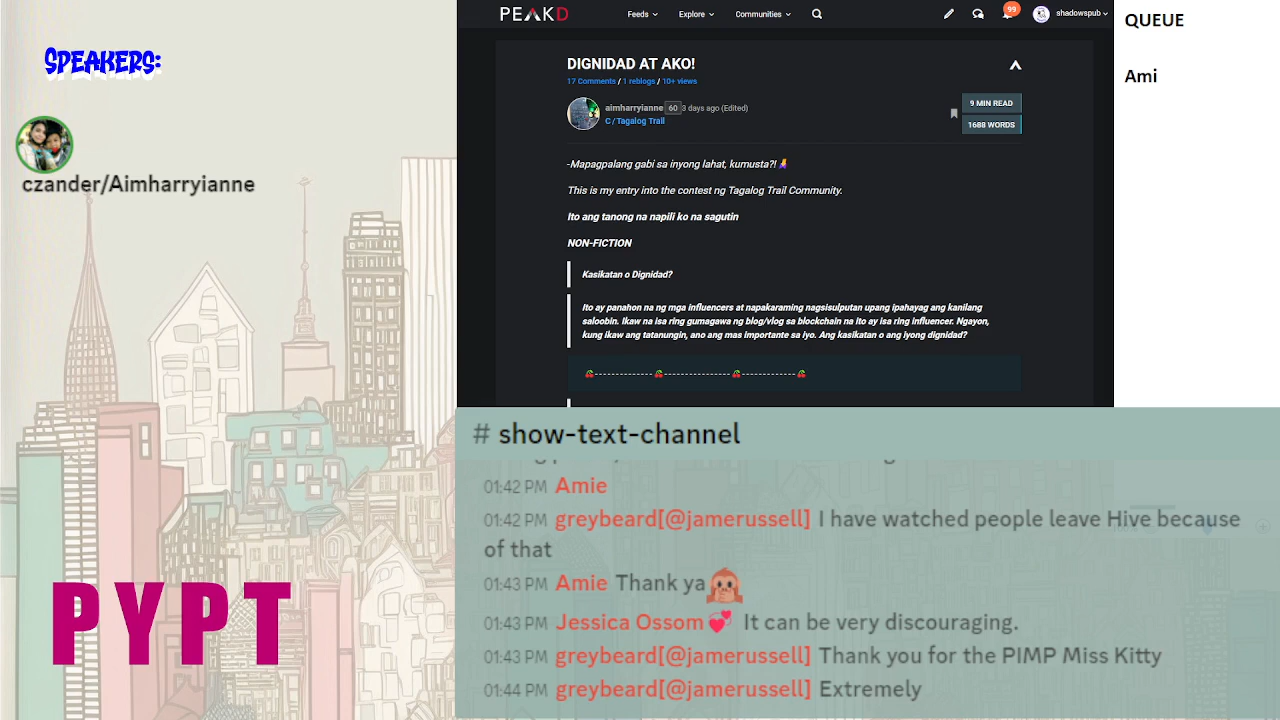 SPEAKERS:
czander/Aimharryianne
PYPT
PEAKD
Feeds
Explore
Communities
99
shadowspub
DIGNIDAD AT AKO!
17 Comments / 1 reblogs / 10+ views
aimharryianne 60 3 days ago (Edited)
C / Tagalog Trail
9 MIN READ
1688 WORDS
-Mapagpalang gabi sa inyong lahat, kumusta?!
This is my entry into the contest ng Tagalog Trail Community.
Ito ang tanong na napili ko na sagutin
NON-FICTION
Kasikatan o Dignidad?
Ito ay panahon na ng mga influencers at napakaraming nagsisulputan upang ipahayag ang kanilang
saloobin. Ikaw na isa ring gumagawa ng blog/vlog sa blockchain na ito ay isa ring influencer. Ngayon,
kung ikaw ang tatanungin, ano ang mas importante sa iyo. Ang kasikatan o ang iyong dignidad?
QUEUE
Ami
# show-text-channel
01:42 PM Amie
01:42 PM greybeard[@jamerussell] I have watched people leave Hive because
of that
01:43 PM Amie Thank ya
01:43 PM Jessica Ossom💞 It can be very discouraging.
01:43 PM greybeard[@jamerussell] Thank you for the PIMP Miss Kitty
01:44 PM greybeard[@jamerussell] Extremely